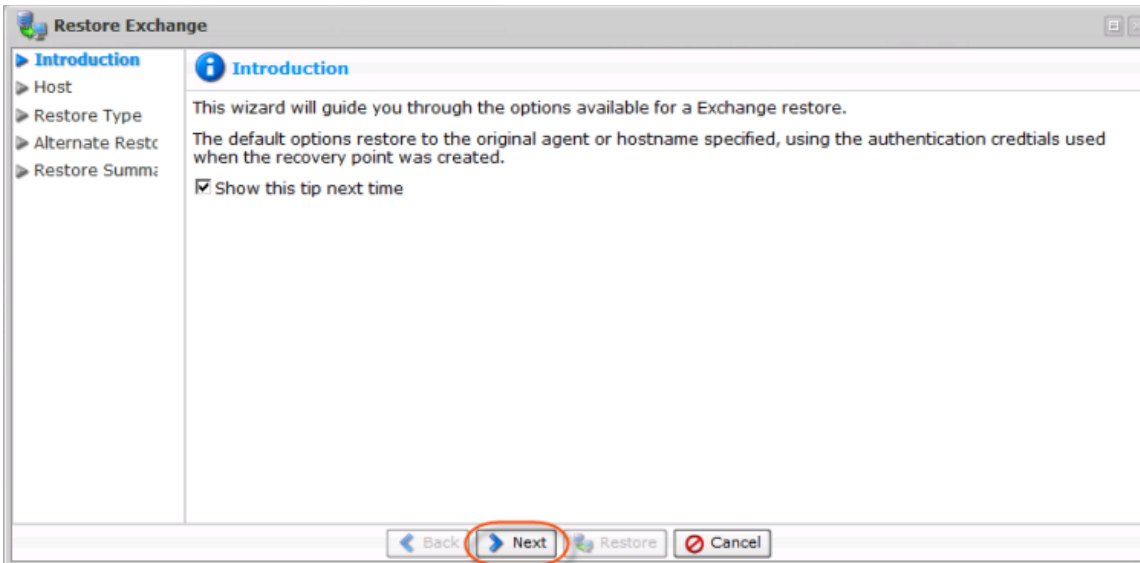 Restore Exchange
Introduction
Host
Restore Type
Alternate Restc
Restore Summa
Introduction
This wizard will guide you through the options available for a Exchange restore.
The default options restore to the original agent or hostname specified, using the authentication credtials used
when the recovery point was created.
Show this tip next time
Back Next Restore Cancel